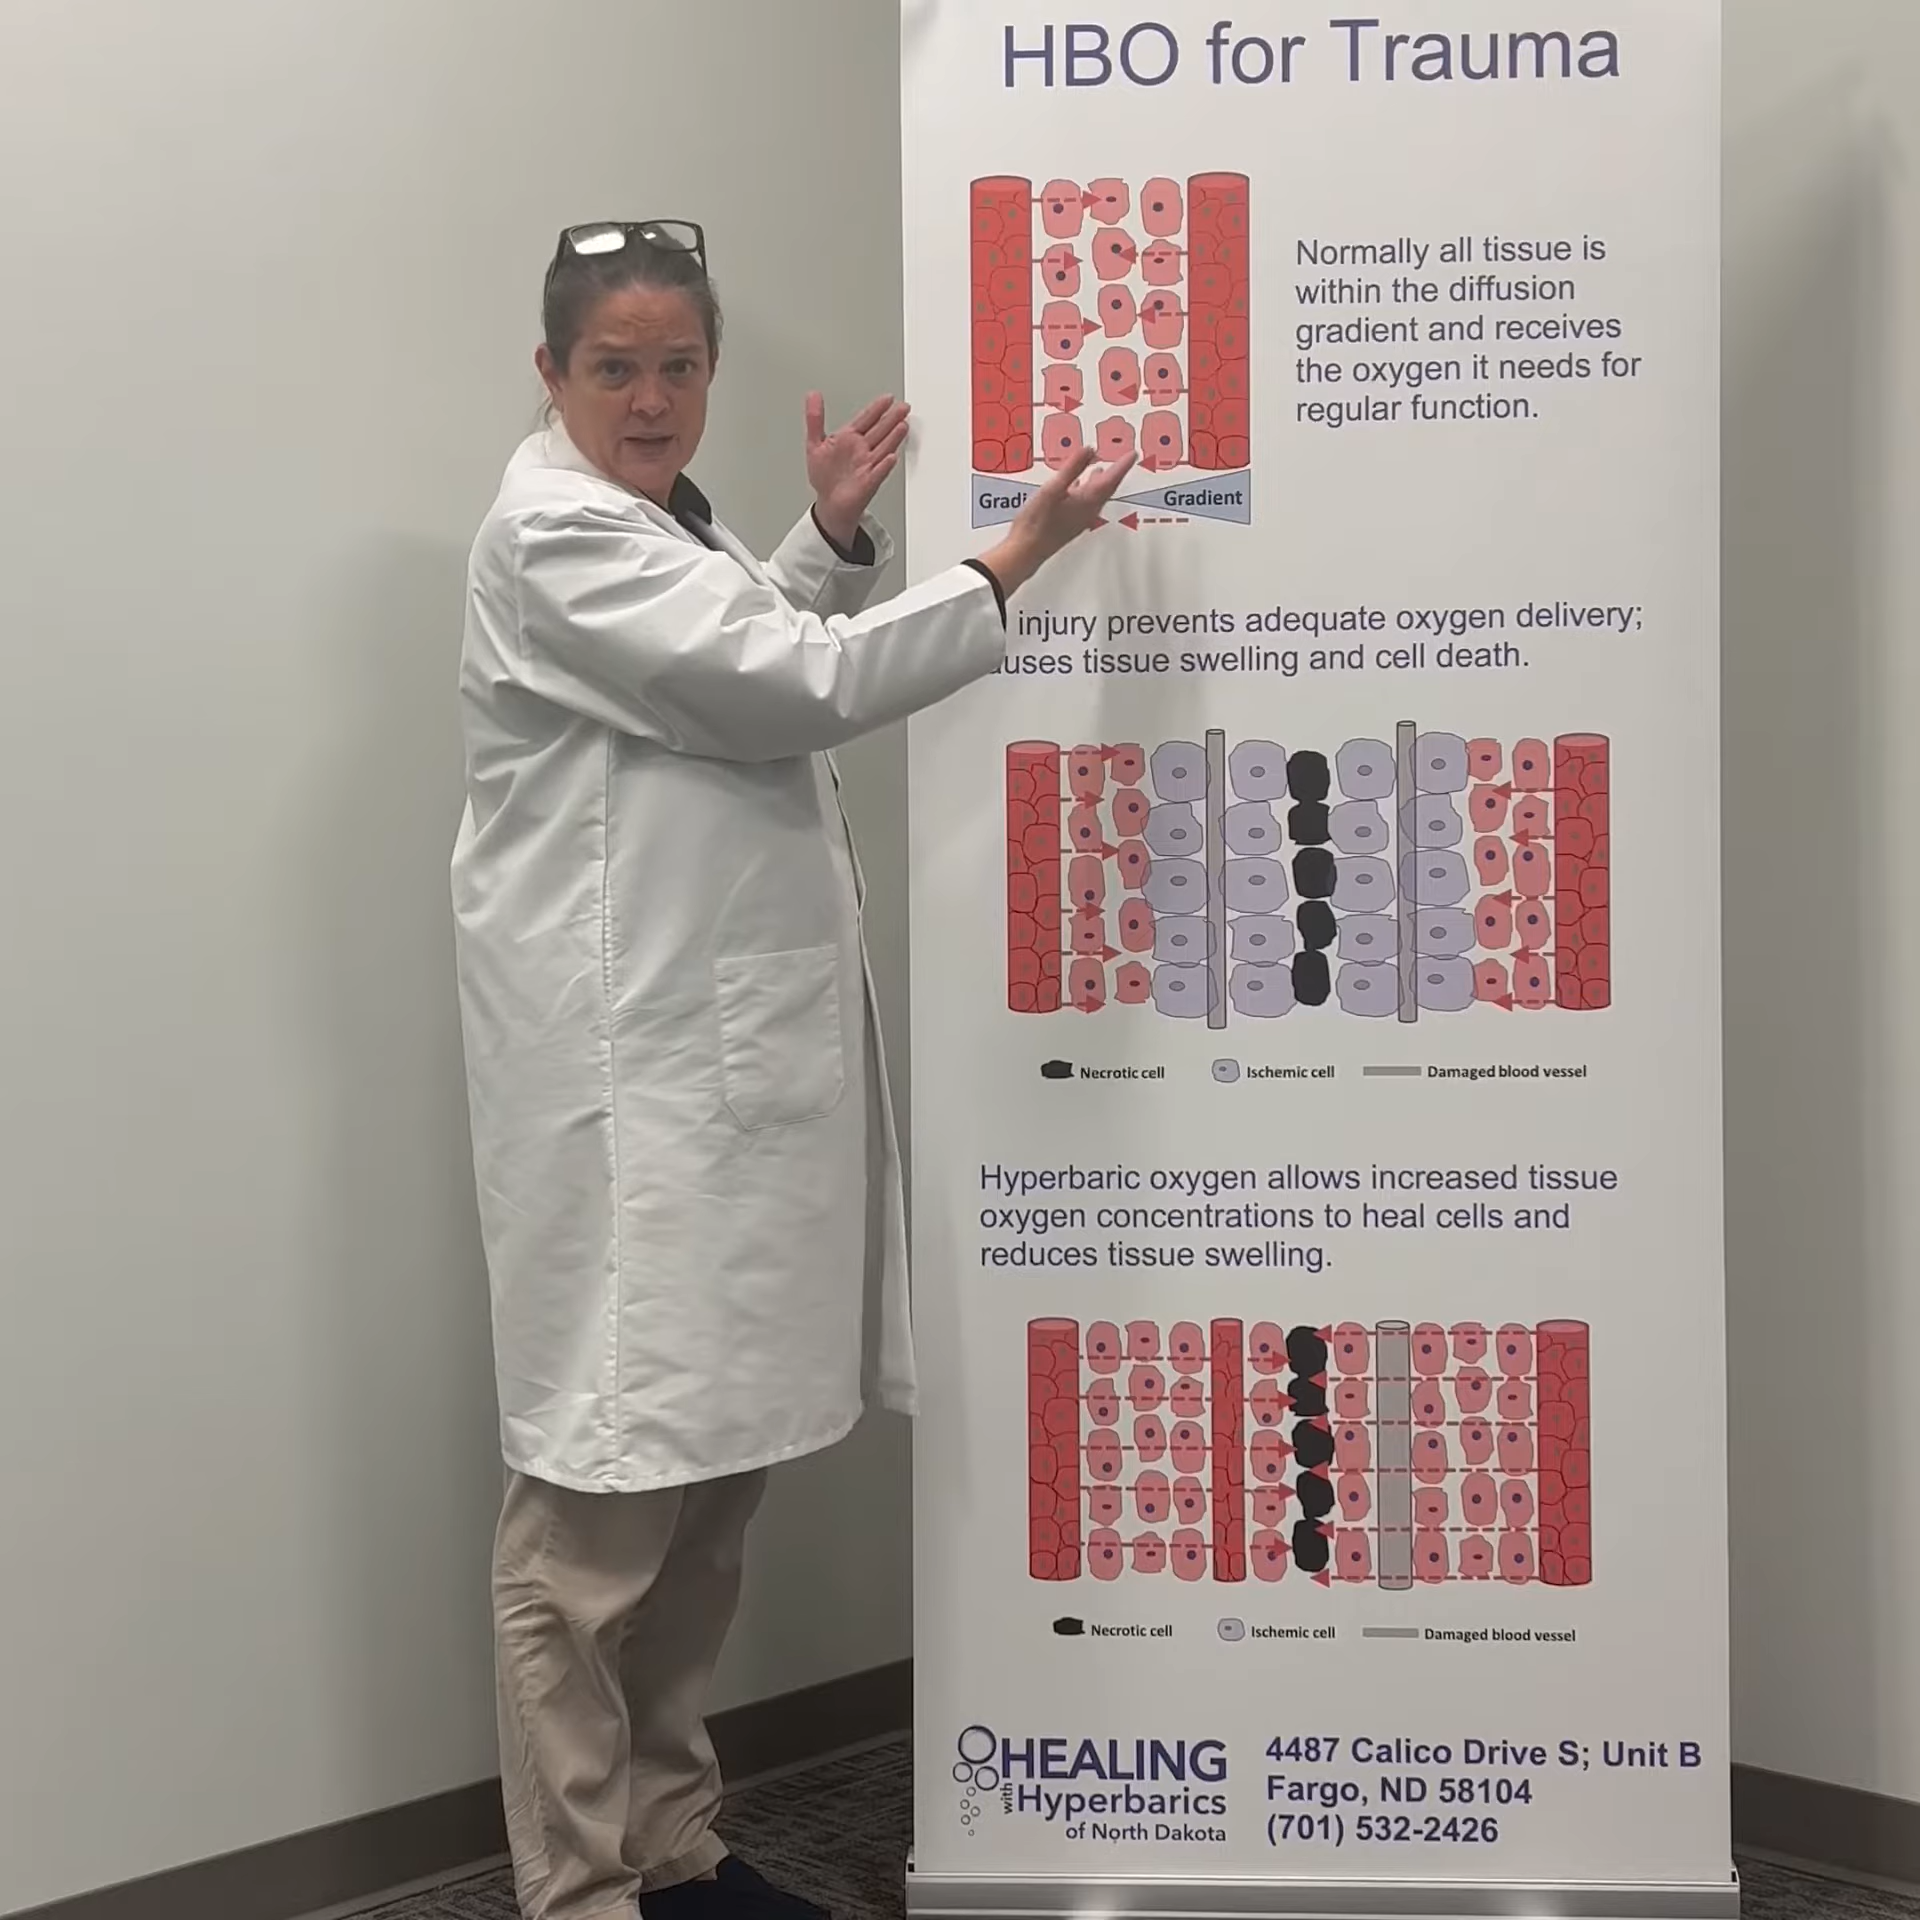 HBO for Trauma
Normally all tissue is
within the diffusion
gradient and receives
the oxygen it needs for
regular function.
Gradient
injury prevents adequate oxygen delivery;
tissue swelling and cell death.
Necrotic cell
Ischemic cell
Damaged blood vessel
Hyperbaric oxygen allows increased tissue
oxygen concentrations to heal cells and
reduces tissue swelling.
Necrotic cell
Ischemic cell
Damaged blood vessel
HEALING
with Hyperbarics
of North Dakota
4487 Calico Drive S; Unit B
Fargo, ND 58104
(701) 532-2426